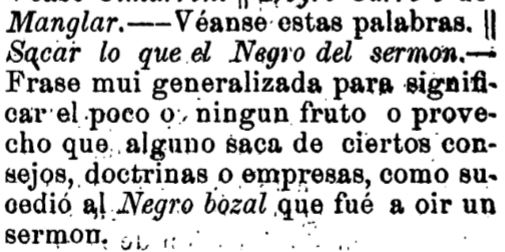 Manglar.——Véanse estas palabras. ||
Sacar lo que el Negro del sermon.—
Frase mui generalizada para signifi-
car el poco o ningun fruto o prove-
cho que alguno saca de ciertos con-
sejos, doctrinas o empresas, como su-
cedió al Negro bozal que fué a oir un
sermon.